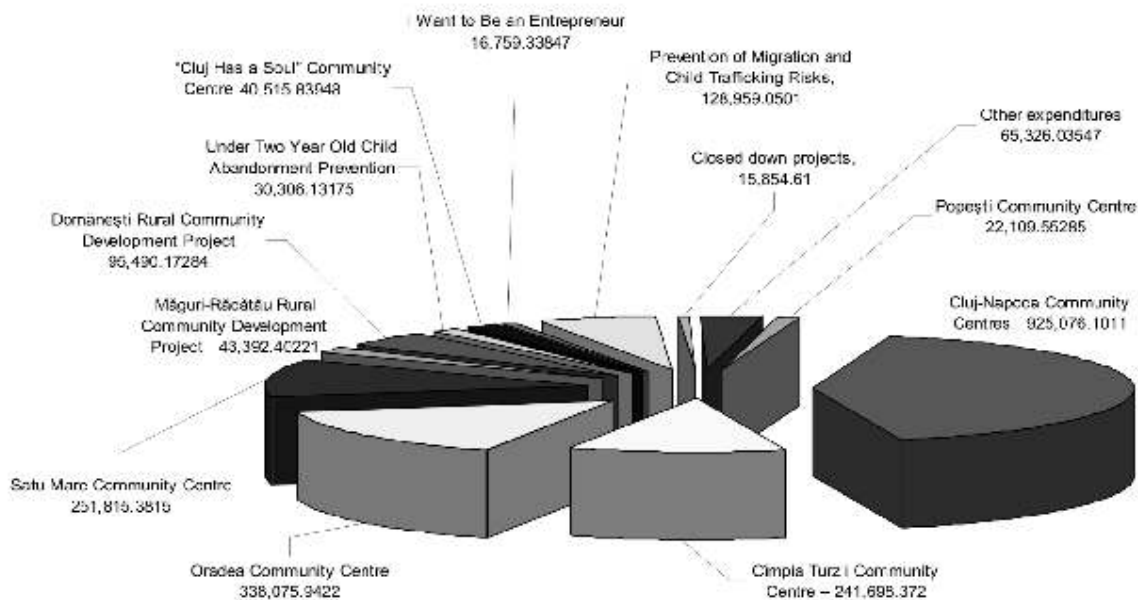 I Want to Be an Entrepreneur
16.759.33847
"Cluj Has a Soul" Community
Centre 40,515.83948
Prevention of Migration and
Child Trafficking Risks,
128,959.0501
Other expenditures
65,326.03547
Under Two Year Old Child
Abandonment Prevention
30,306.13175
Closed down projects,
15,854.61
Domanești Rural Community
Development Project
95,490.17284
Popești Community Centre
22,109.55285
Măguri-Răcătău Rural
Community Development
Project 43,392.40221
Cluj-Napoca Community
Centres 925,076.1011
Satu Mare Community Centre
251,815.3815
Oradea Community Centre
338,075.9422
Cîmpia Turzii Community
Centre – 241,698.372